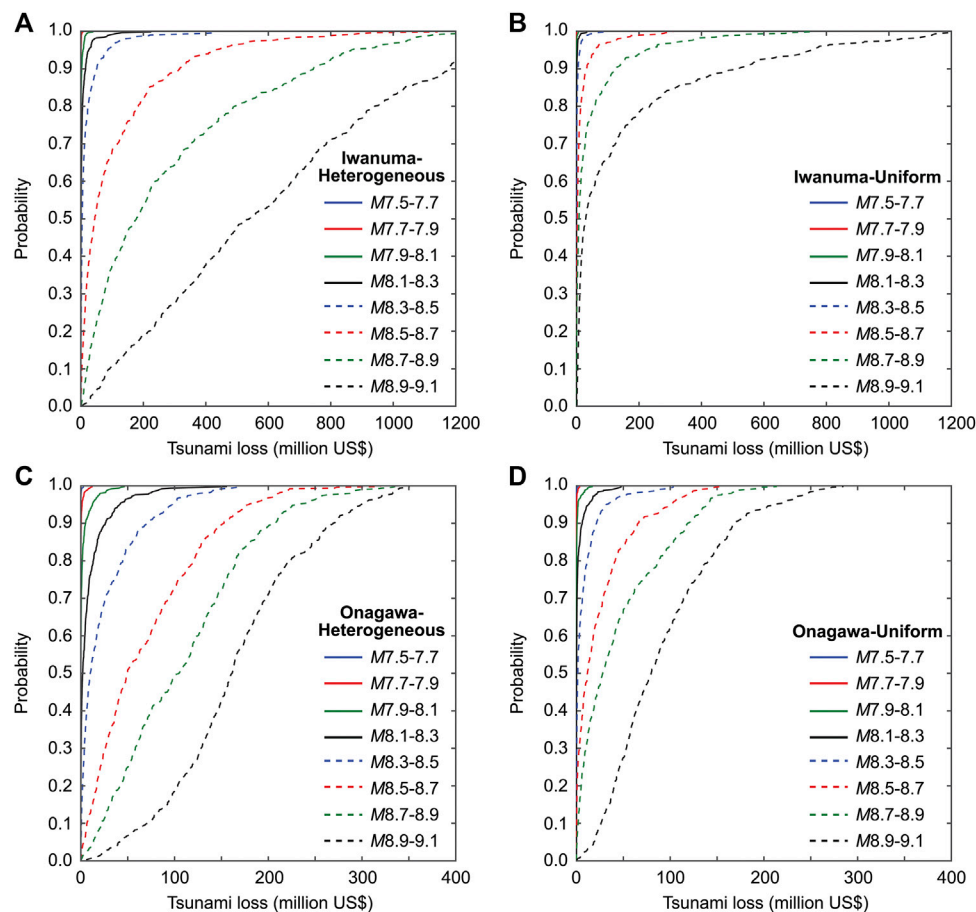 A
1.0
0.9
0.8
0.7
0.6
0.5
0.4
0.3
0.2
0.1
0.0
Probability
0
200
400
600
800
1000
1200
Tsunami loss (million US$)
Iwanuma-
Heterogeneous
M7.5-7.7
M7.7-7.9
M7.9-8.1
M8.1-8.3
M8.3-8.5
M8.5-8.7
M8.7-8.9
M8.9-9.1
B
1.0
0.9
0.8
0.7
0.6
0.5
0.4
0.3
0.2
0.1
0.0
Probability
0
200
400
600
800
1000
1200
Tsunami loss (million US$)
Iwanuma-Uniform
M7.5-7.7
M7.7-7.9
M7.9-8.1
M8.1-8.3
M8.3-8.5
M8.5-8.7
M8.7-8.9
M8.9-9.1
C
1.0
0.9
0.8
0.7
0.6
0.5
0.4
0.3
0.2
0.1
0.0
Probability
0
100
200
300
400
Tsunami loss (million US$)
Onagawa-
Heterogeneous
M7.5-7.7
M7.7-7.9
M7.9-8.1
M8.1-8.3
M8.3-8.5
M8.5-8.7
M8.7-8.9
M8.9-9.1
D
1.0
0.9
0.8
0.7
0.6
0.5
0.4
0.3
0.2
0.1
0.0
Probability
0
100
200
300
400
Tsunami loss (million US$)
Onagawa-Uniform
M7.5-7.7
M7.7-7.9
M7.9-8.1
M8.1-8.3
M8.3-8.5
M8.5-8.7
M8.7-8.9
M8.9-9.1